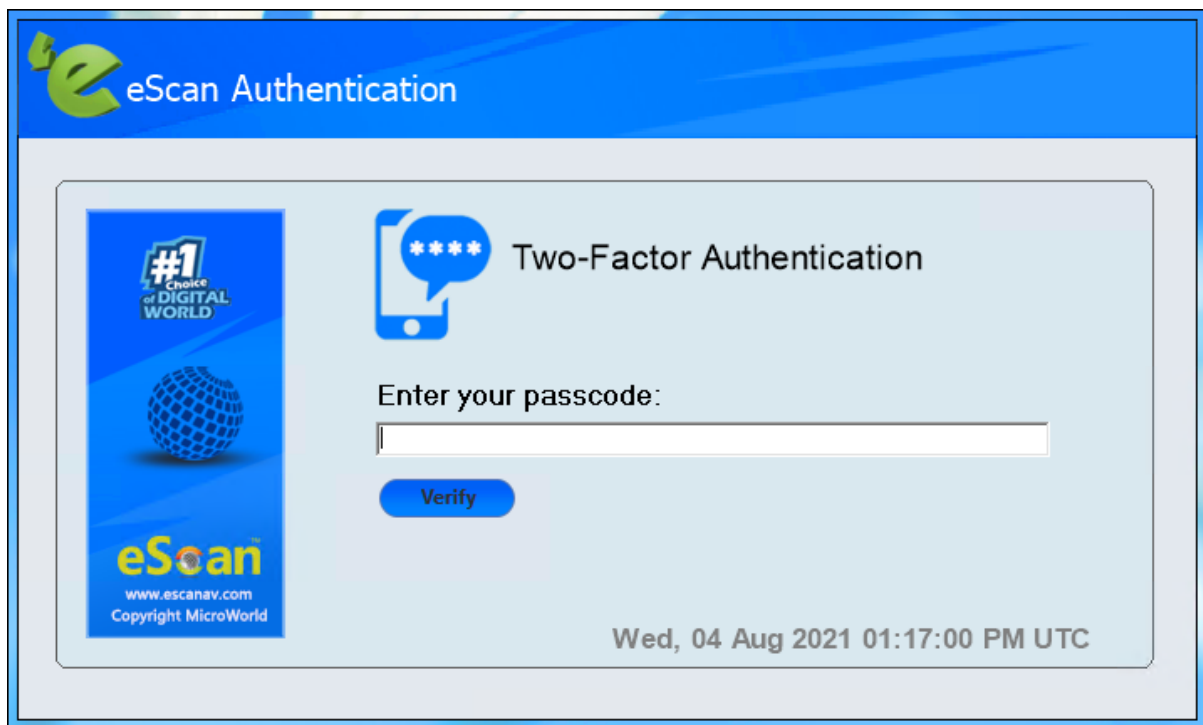 eScan Authentication
#1
Choice
of DIGITAL
WORLD
eScan™
www.escanav.com
Copyright MicroWorld
****
Two-Factor Authentication
Enter your passcode:
Verify
Wed, 04 Aug 2021 01:17:00 PM UTC